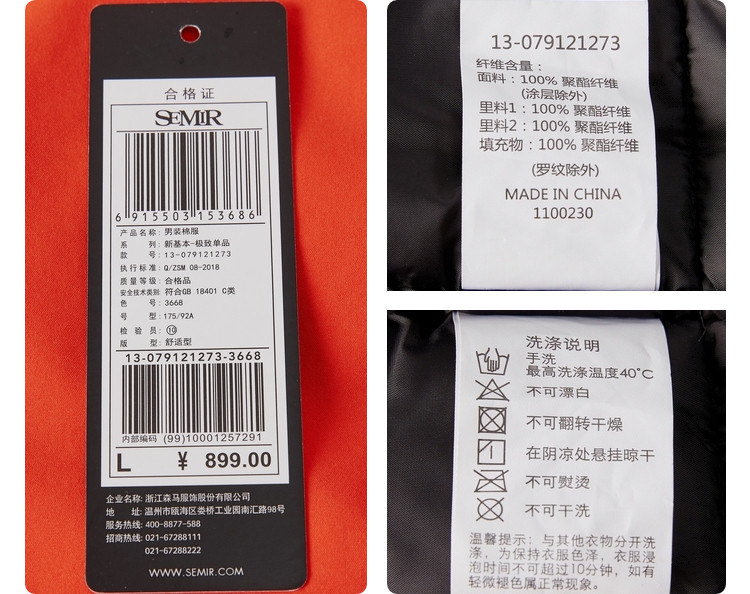 合格证
SEMIR
6 915503 153686
产品名称: 男装棉服
系 列: 新基本-极致单品
款 号: 13-079121273
执行标准: Q/ZSM 08-2018
质量等级: 合格品
安全技术类别: 符合GB 18401 C类
色 号: 3668
号 型: 175/92A
检 验 员: ⑩
版 型: 舒适型
13-079121273-3668
内部编码 (99)10001257291
L ¥ 899.00
企业名称: 浙江森马服饰股份有限公司
地 址: 温州市瓯海区娄桥工业园南汇路98号
服务热线: 400-8877-588
招商热线: 021-67288111
021-67288222
WWW.SEMIR.COM
13-079121273
纤维含量:
面料: 100% 聚酯纤维
(涂层除外)
里料1: 100% 聚酯纤维
里料2: 100% 聚酯纤维
填充物: 100% 聚酯纤维
(罗纹除外)
MADE IN CHINA
1100230
洗涤说明
手洗
最高洗涤温度40°C
不可漂白
不可翻转干燥
在阴凉处悬挂晾干
不可熨烫
不可干洗
温馨提示: 与其他衣物分开洗
涤, 为保持衣服色泽, 衣服浸
泡时间不可超过10分钟, 如有
轻微褪色属正常现象。